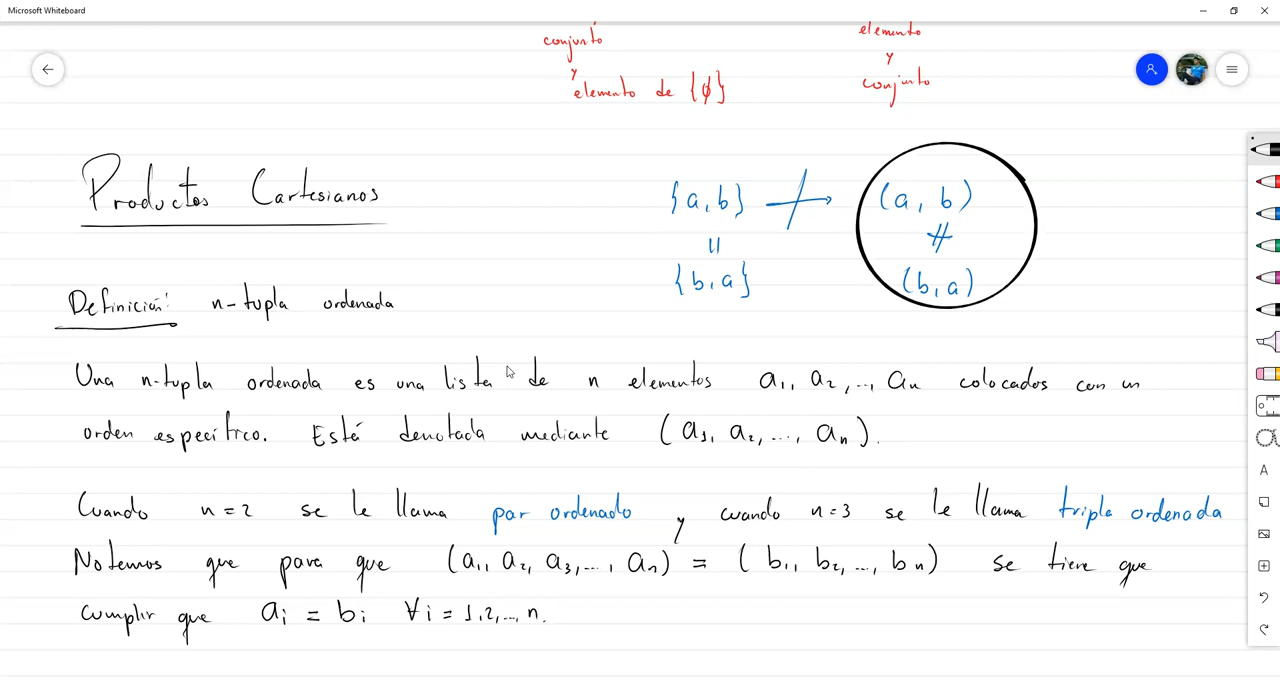 Microsoft Whiteboard
conjunto
y
elemento de {∅}
elemento
y
conjunto
Productos Cartesianos
{a, b} ↛ (a, b)
= ≠
{b, a} (b, a)
Definición: n-tupla ordenada
Una n-tupla ordenada es una lista de n elementos a₁, a₂, ..., aₙ colocados con un
orden específico. Está denotada mediante (a₁, a₂, ..., aₙ).
Cuando n=2 se le llama par ordenado y cuando n=3 se le llama tripla ordenada
Notemos que para que (a₁, a₂, a₃, ..., aₙ) = (b₁, b₂, ..., bₙ) se tiene que
cumplir que aᵢ = bᵢ ∀i = 1,2,...,n.
A